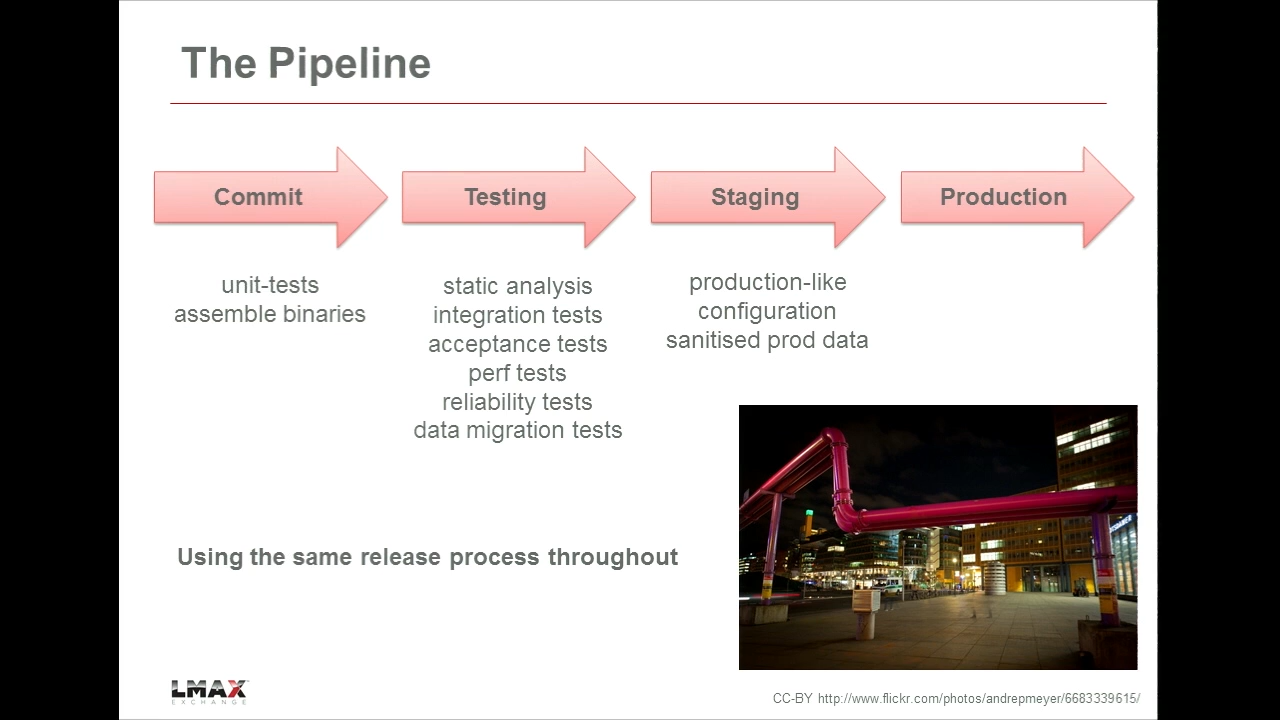 The Pipeline
Commit
Testing
Staging
Production
unit-tests
assemble binaries
static analysis
integration tests
acceptance tests
perf tests
reliability tests
data migration tests
production-like
configuration
sanitised prod data
Using the same release process throughout
LMAX
EXCHANGE
CC-BY http://www.flickr.com/photos/andrepmeyer/6683339615/